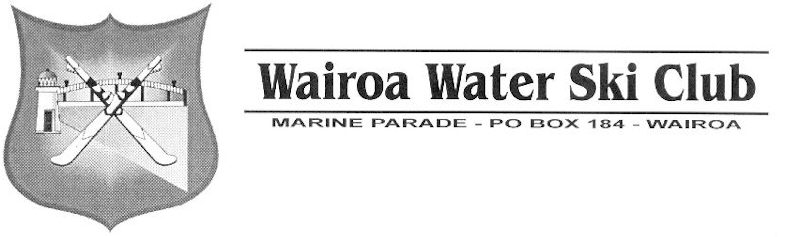 Wairoa Water Ski Club
MARINE PARADE - PO BOX 184 - WAIROA